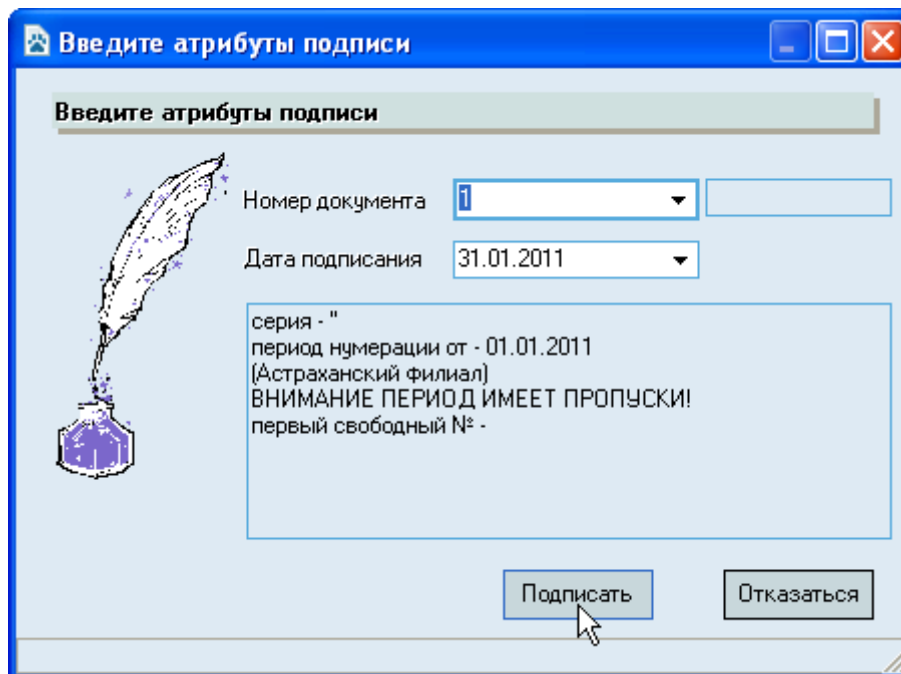 Введите атрибуты подписи
Введите атрибуты подписи
Номер документа 1
Дата подписания 31.01.2011
серия - "
период нумерации от - 01.01.2011
(Астраханский филиал)
ВНИМАНИЕ ПЕРИОД ИМЕЕТ ПРОПУСКИ!
первый свободный № -
Подписать Отказаться